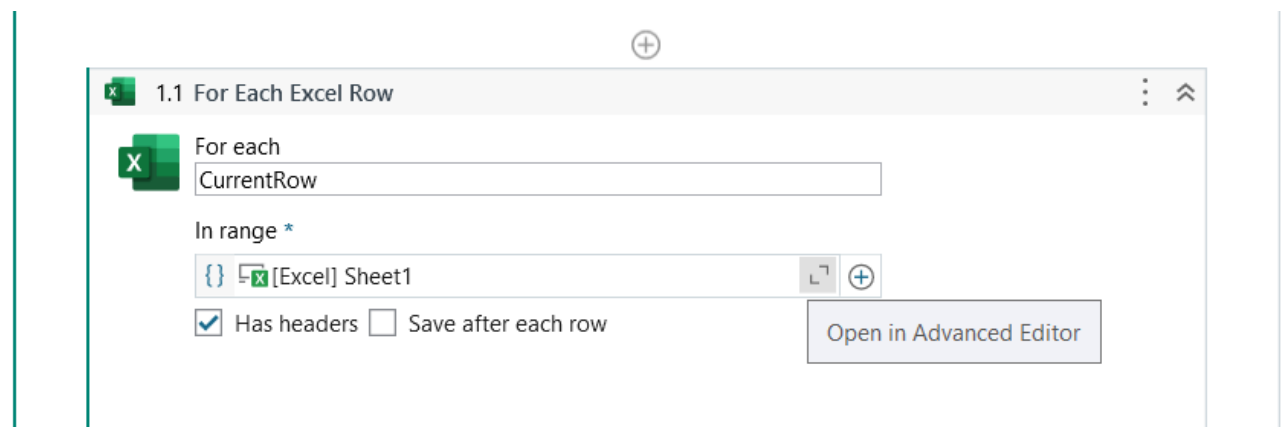 1.1 For Each Excel Row
For each
CurrentRow
In range *
{} [Excel] Sheet1
Has headers Save after each row
Open in Advanced Editor